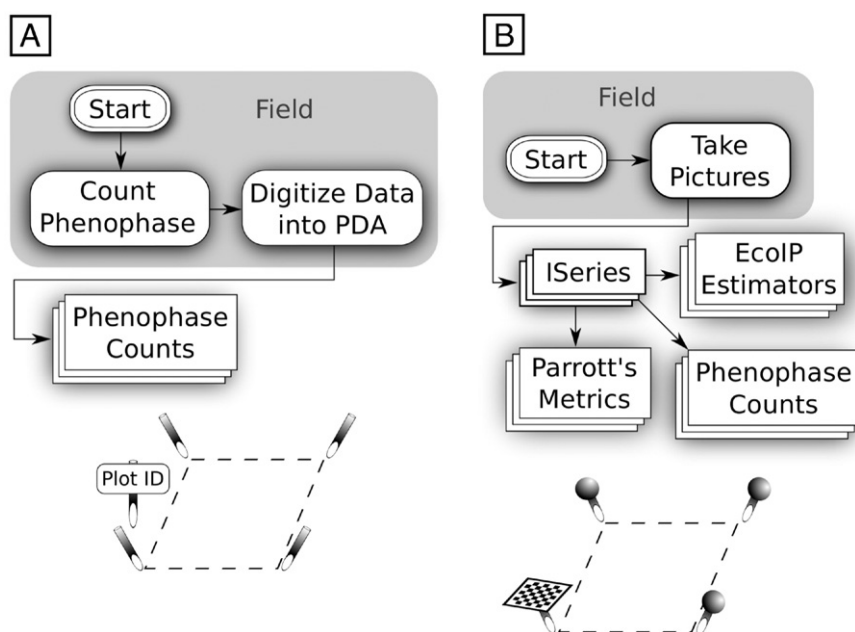 A
Field
Start
Count
Phenophase
Digitize Data
into PDA
Phenophase
Counts
Plot ID
B
Field
Start
Take
Pictures
ISeries
EcoIP
Estimators
Parrott's
Metrics
Phenophase
Counts